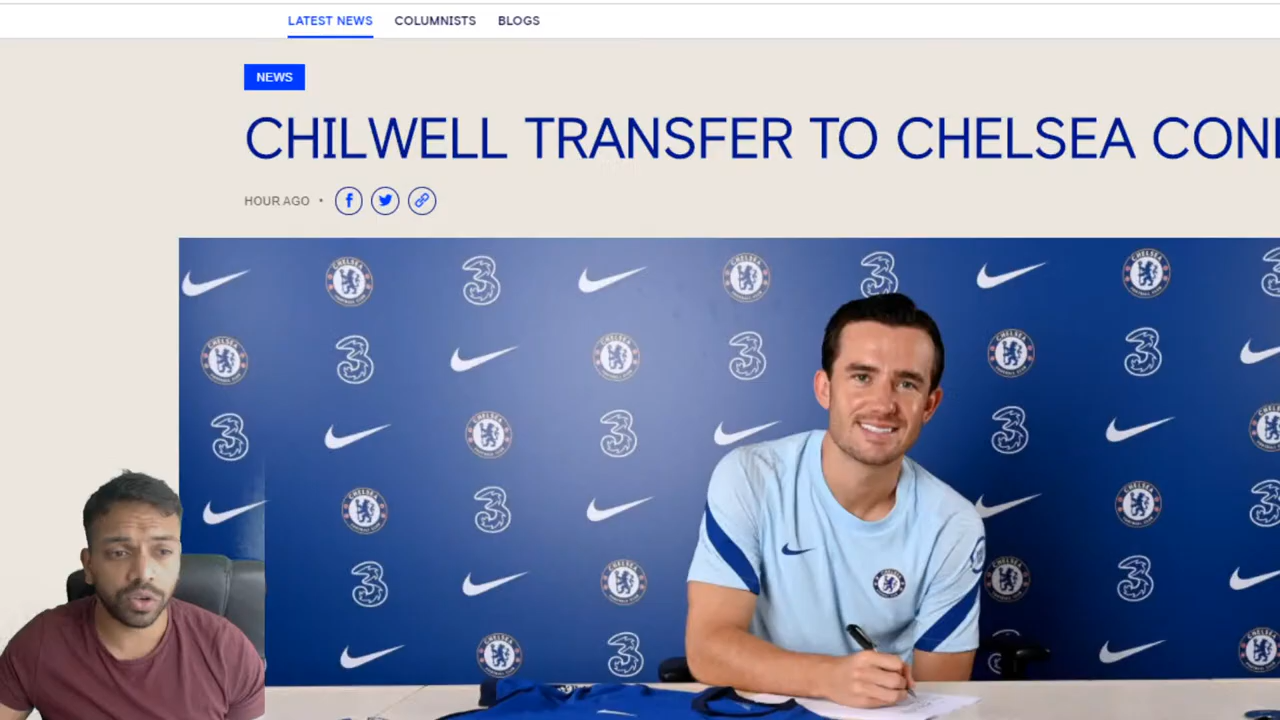 LATEST NEWS COLUMNISTS BLOGS
NEWS
CHILWELL TRANSFER TO CHELSEA CON
HOUR AGO •